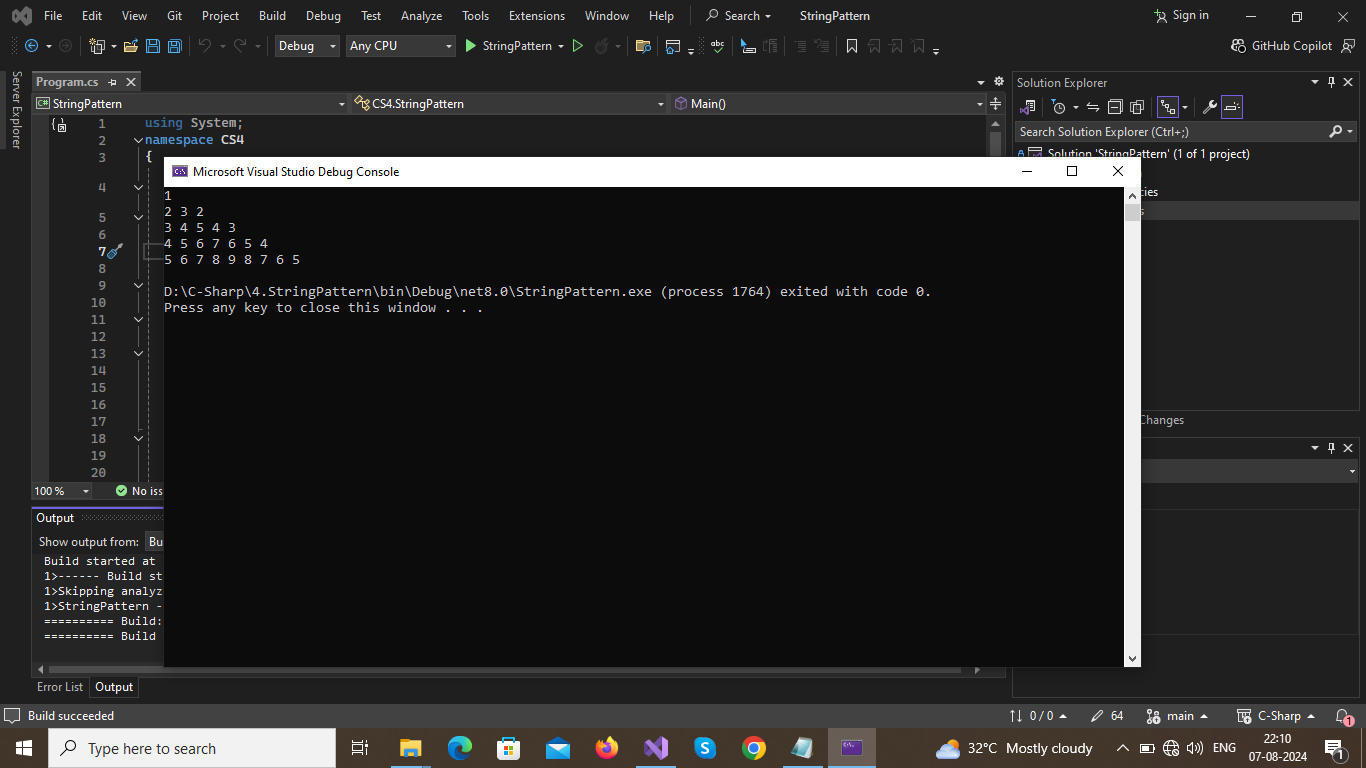 File Edit View Git Project Build Debug Test Analyze Tools Extensions Window Help Search StringPattern Sign in
Debug Any CPU StringPattern GitHub Copilot
Server Explorer
Program.cs
StringPattern CS4.StringPattern Main()
1 using System;
2 namespace CS4
3 {
4
5
6
7
8
9
10
11
12
13
14
15
16
17
18
19
20
100 % No iss
Microsoft Visual Studio Debug Console
1
2 3 2
3 4 5 4 3
4 5 6 7 6 5 4
5 6 7 8 9 8 7 6 5
D:\C-Sharp\4.StringPattern\bin\Debug\net8.0\StringPattern.exe (process 1764) exited with code 0.
Press any key to close this window . . .
Solution Explorer
Search Solution Explorer (Ctrl+;)
Solution 'StringPattern' (1 of 1 project)
cies
s
Changes
Output
Show output from: Bu
Build started at
1>------ Build st
1>Skipping analyz
1>StringPattern -
========== Build:
========== Build
Error List Output
Build succeeded 0 / 0 64 main C-Sharp 1
Type here to search 32°C Mostly cloudy ENG 22:10 07-08-2024 1